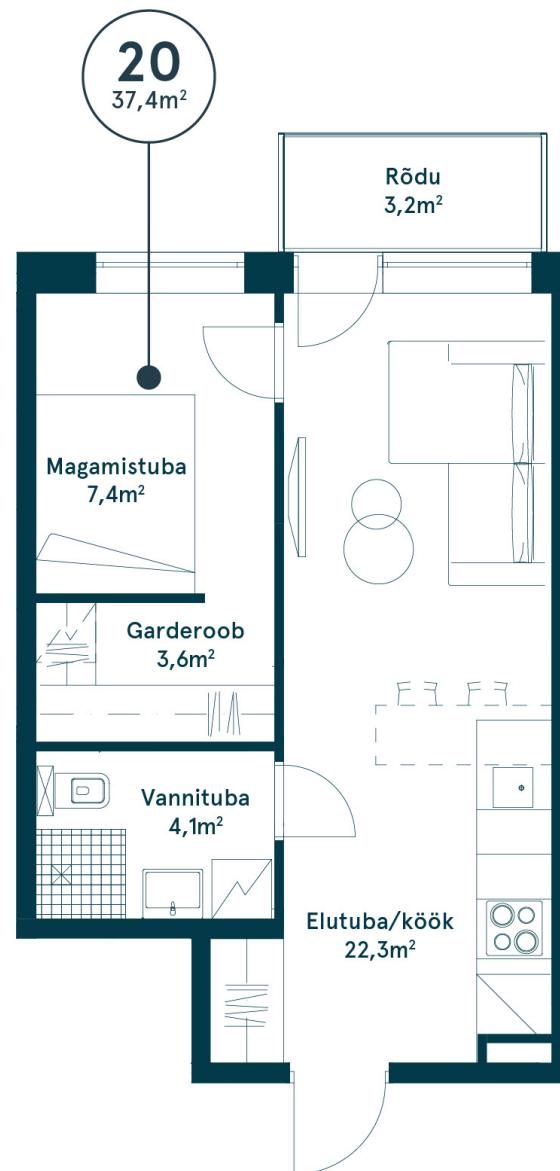 20
37,4m²
Rõdu
3,2m²
Magamistuba
7,4m²
Garderoob
3,6m²
Vannituba
4,1m²
Elutuba/köök
22,3m²